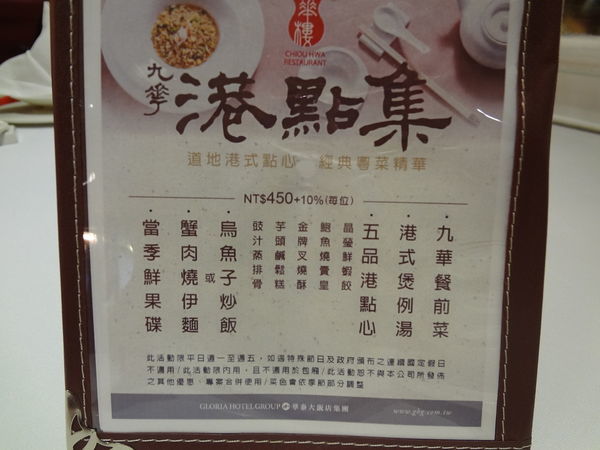 華樓
CHIOU HWA
RESTAURANT
九華
港點集
道地港式點心 經典粵菜精華
NT$450+10%(每位)
·九華餐前菜
·港式煲例湯
·五品港點心
晶瑩鮮蝦餃
鮑魚燒賣皇
金牌叉燒酥
芋頭鹹鬆糕
豉汁蒸排骨
·烏魚子炒飯
或
·蟹肉燒伊麵
·當季鮮果碟
此活動限平日週一至週五，如遇特殊節日及政府頒布之連續國定假日
不適用/此活動限內用，且不適用於包廂/此活動恕不與本公司所發佈
之其他優惠、專案合併使用/菜色會依季節部分調整
GLORIA HOTEL GROUP 華泰大飯店集團
www.ghg.com.tw